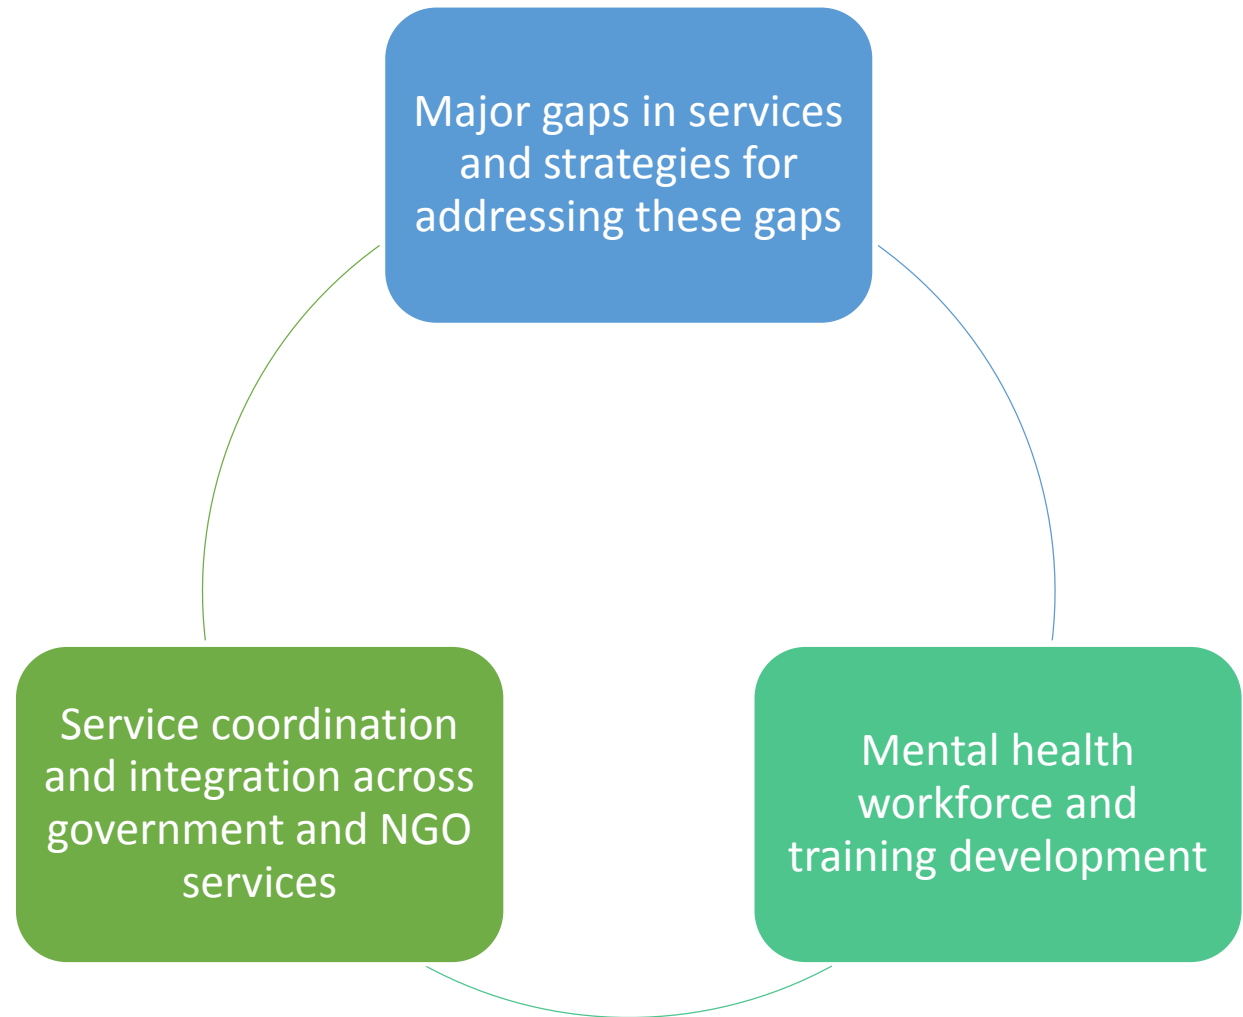 Major gaps in services
and strategies for
addressing these gaps
Service coordination
and integration across
government and NGO
services
Mental health
workforce and
training development